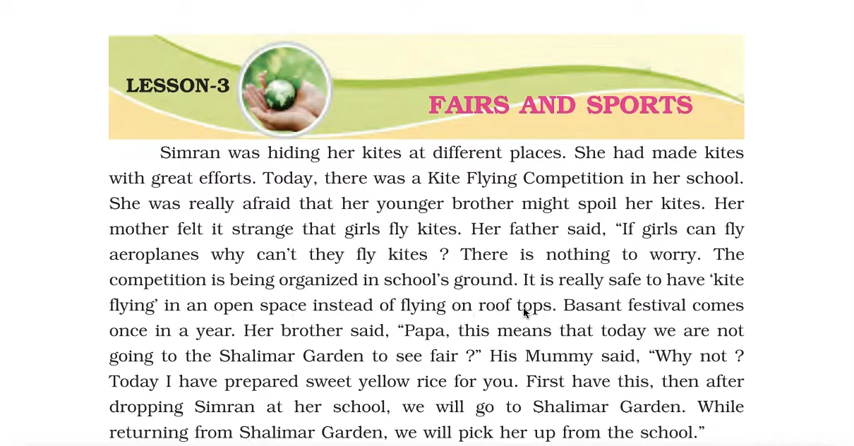 LESSON-3
FAIRS AND SPORTS
Simran was hiding her kites at different places. She had made kites
with great efforts. Today, there was a Kite Flying Competition in her school.
She was really afraid that her younger brother might spoil her kites. Her
mother felt it strange that girls fly kites. Her father said, “If girls can fly
aeroplanes why can’t they fly kites ? There is nothing to worry. The
competition is being organized in school’s ground. It is really safe to have ‘kite
flying’ in an open space instead of flying on roof tops. Basant festival comes
once in a year. Her brother said, “Papa, this means that today we are not
going to the Shalimar Garden to see fair ?” His Mummy said, “Why not ?
Today I have prepared sweet yellow rice for you. First have this, then after
dropping Simran at her school, we will go to Shalimar Garden. While
returning from Shalimar Garden, we will pick her up from the school.”